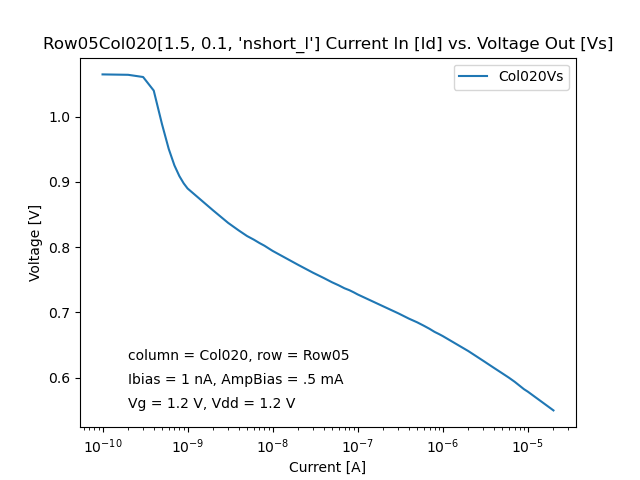 Row05Col020[1.5, 0.1, 'nshort_l'] Current In [Id] vs. Voltage Out [Vs]
Col020Vs
1.0
0.9
0.8
0.7
0.6
Voltage [V]
column = Col020, row = Row05
Ibias = 1 nA, AmpBias = .5 mA
Vg = 1.2 V, Vdd = 1.2 V
10⁻¹⁰ 10⁻⁹ 10⁻⁸ 10⁻⁷ 10⁻⁶ 10⁻⁵
Current [A]